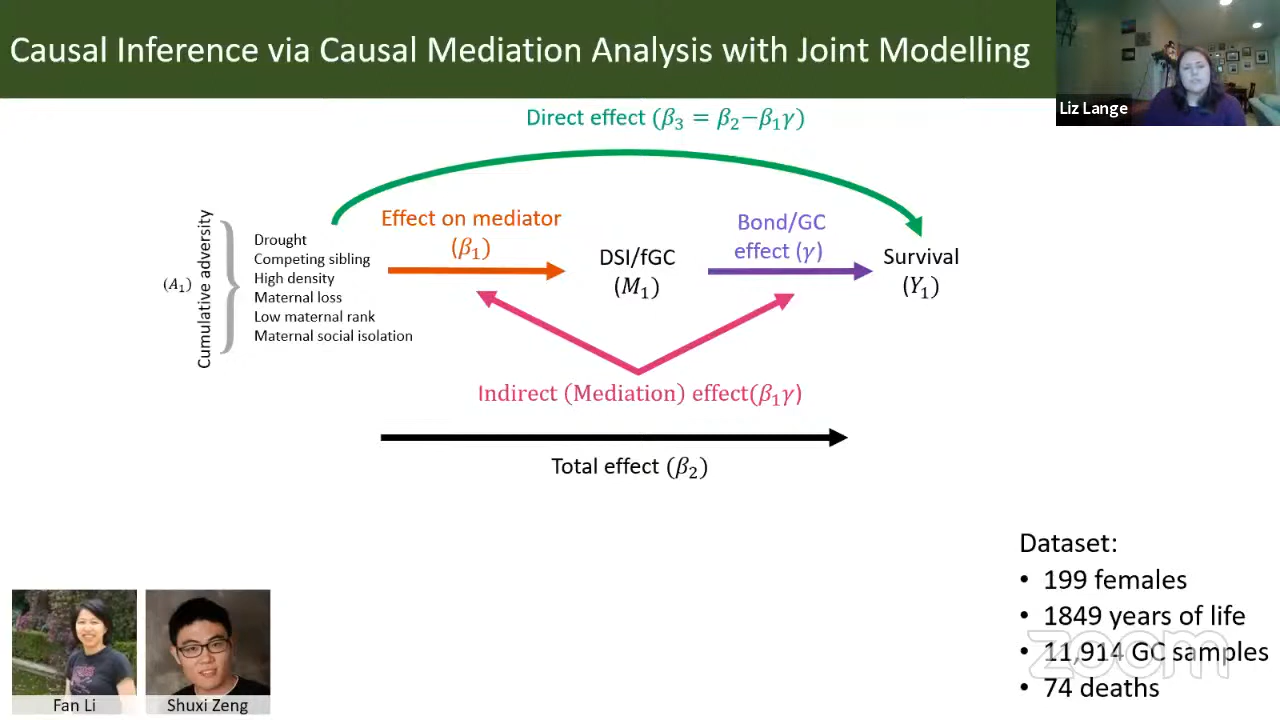 Causal Inference via Causal Mediation Analysis with Joint Modelling
Liz Lange
Direct effect (β₃ = β₂−β₁γ)
Cumulative adversity
(A₁)
Drought
Competing sibling
High density
Maternal loss
Low maternal rank
Maternal social isolation
Effect on mediator
(β₁)
DSI/fGC
(M₁)
Bond/GC
effect (γ)
Survival
(Y₁)
Indirect (Mediation) effect(β₁γ)
Total effect (β₂)
Dataset:
• 199 females
• 1849 years of life
• 11,914 GC samples
• 74 deaths
zoom
Fan Li
Shuxi Zeng